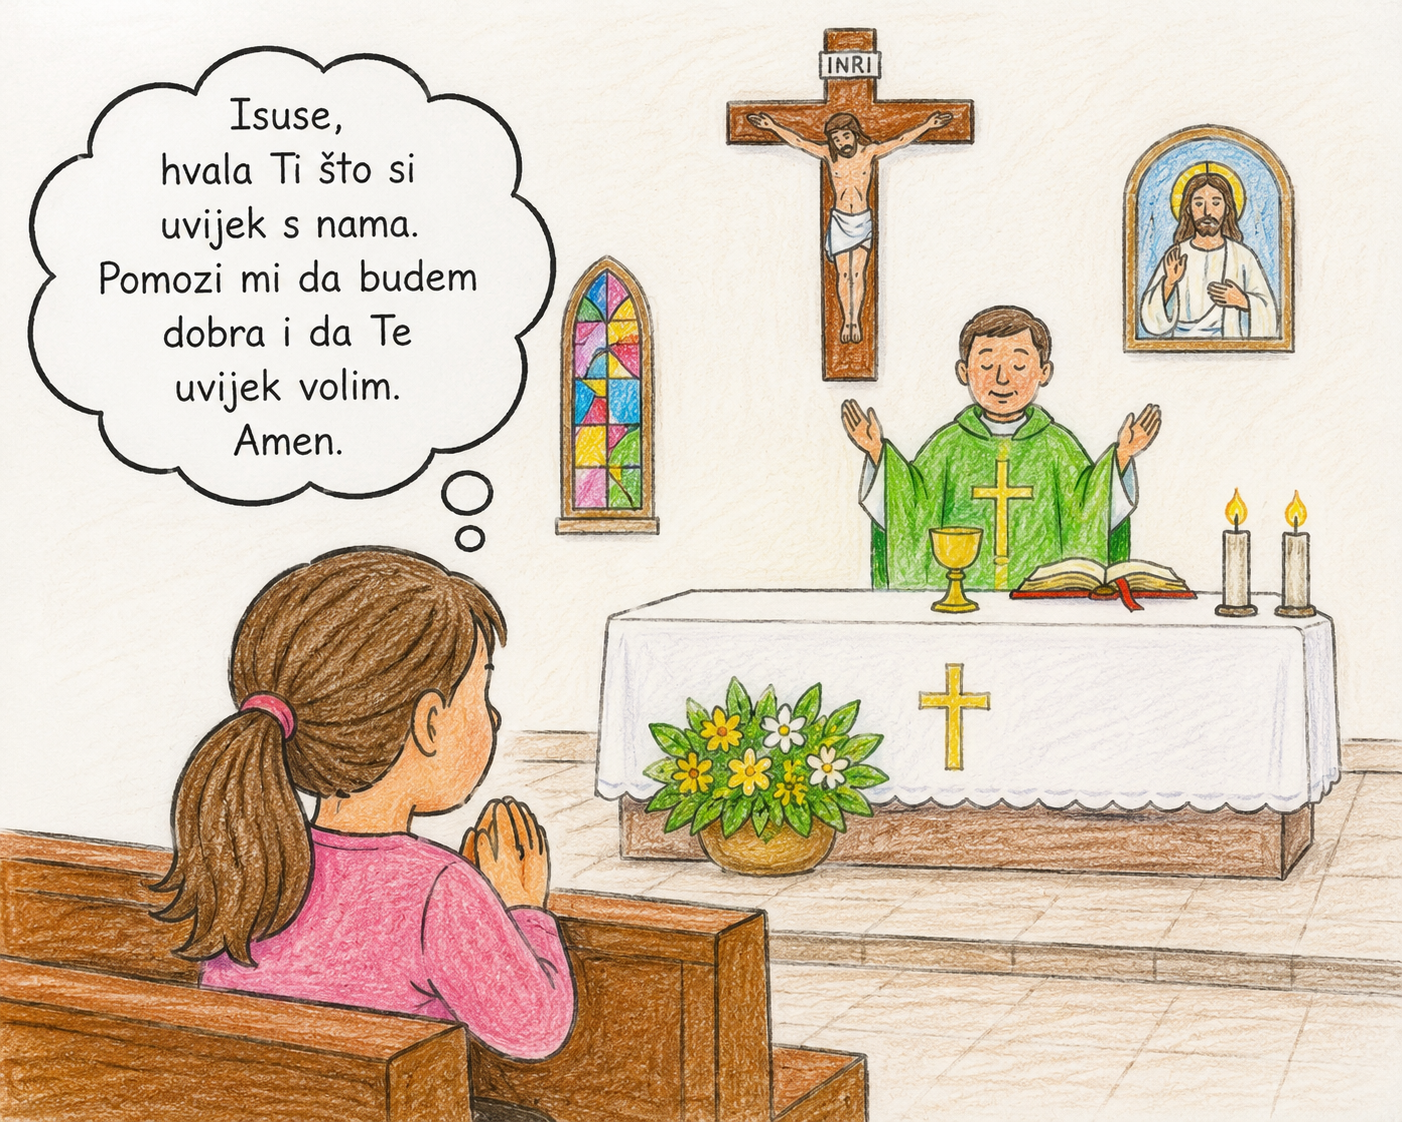 Isuse,
hvala Ti što si
uvijek s nama.
Pomozi mi da budem
dobra i da Te
uvijek volim.
Amen.
INRI